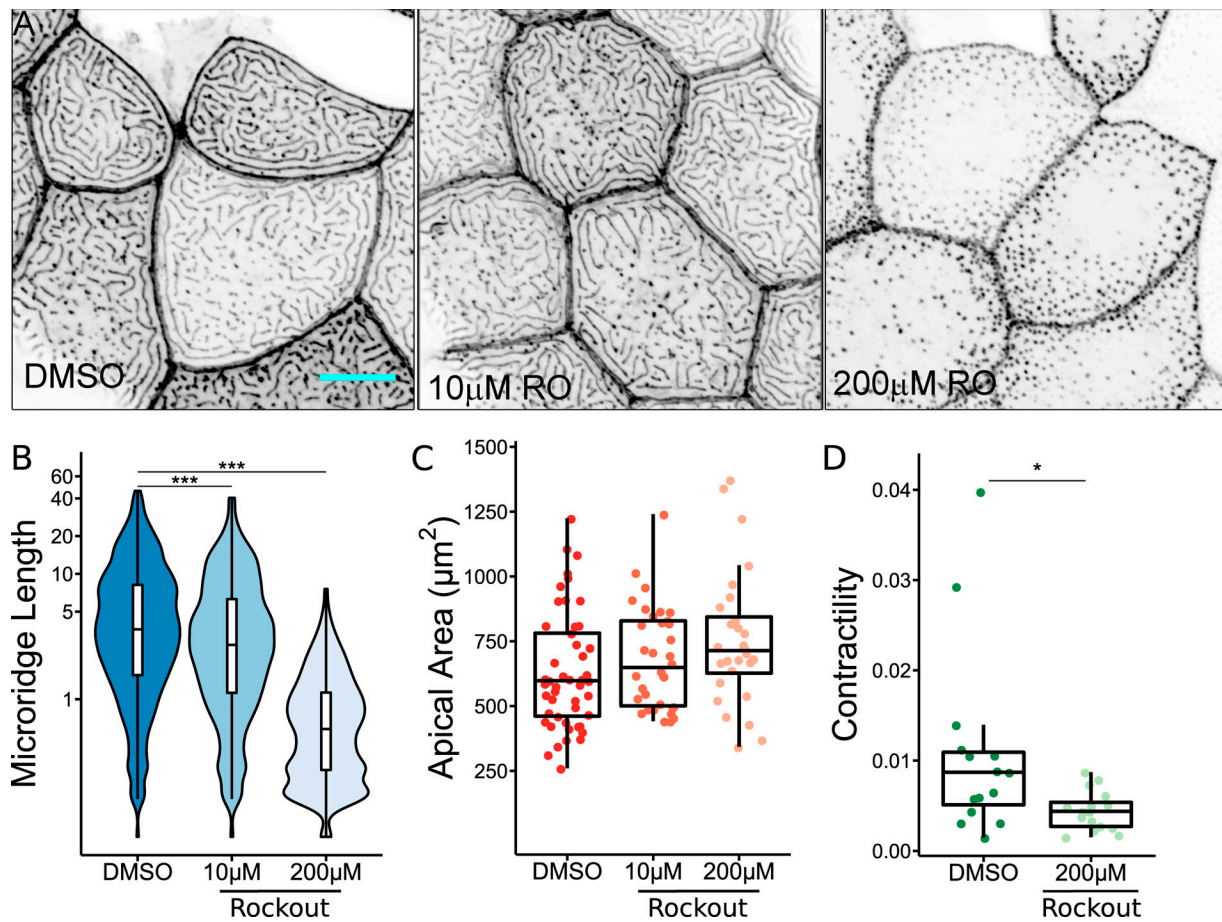 A
DMSO
10µM RO
200µM RO
B
Microridge Length
60
40
20
10
5
1
***
***
DMSO
10µM
200µM
Rockout
C
Apical Area (µm²)
1500
1250
1000
750
500
250
DMSO
10µM
200µM
Rockout
D
Contractility
0.04
0.03
0.02
0.01
0.00
*
DMSO
200µM
Rockout